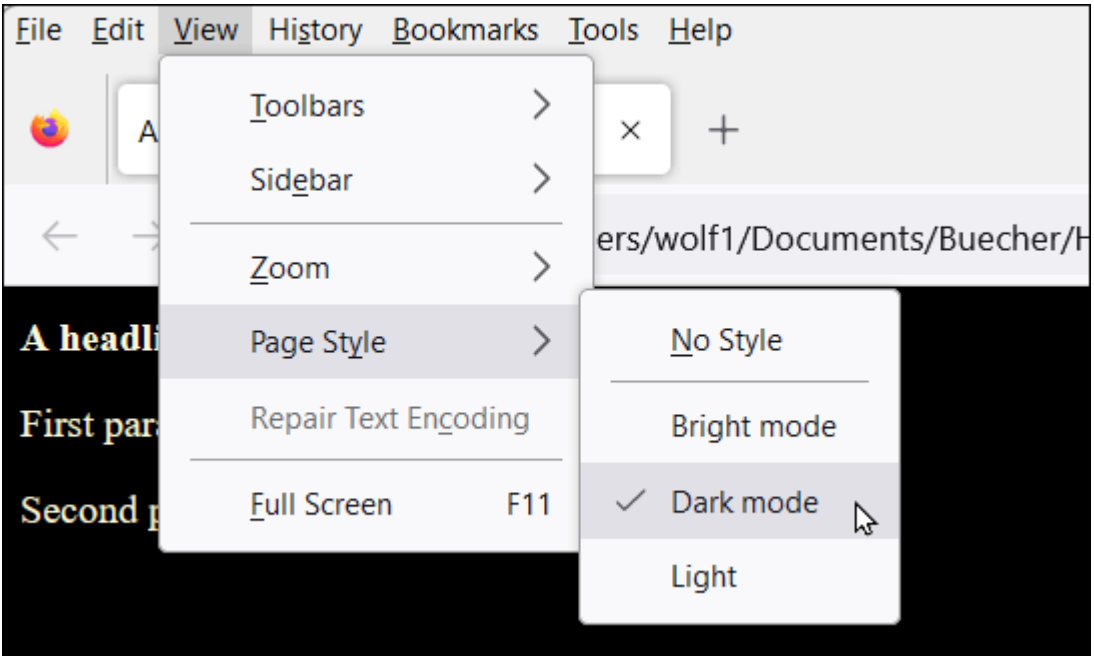 File Edit View History Bookmarks Tools Help
Toolbars
A
Sidebar
ers/wolf1/Documents/Buecher/H
Zoom
Page Style
No Style
A headli
Repair Text Encoding
Bright mode
First par
Full Screen F11
Dark mode
Second p
Light